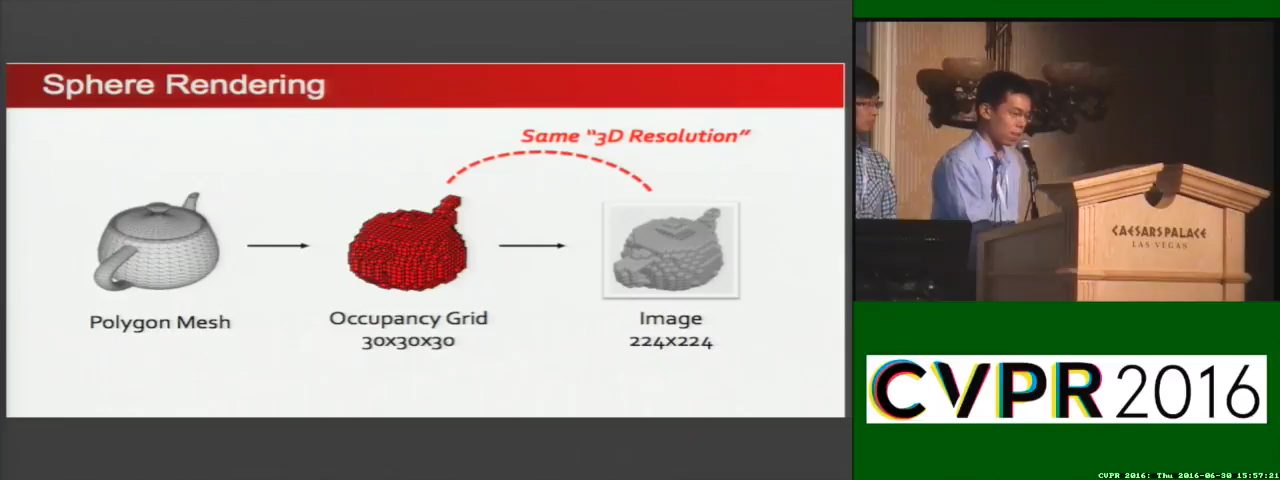 Sphere Rendering
Same "3D Resolution"
Polygon Mesh
Occupancy Grid
30x30x30
Image
224x224
CAESARS PALACE
LAS VEGAS
CVPR 2016
CVPR 2016: Thu 2016-06-30 15:57:21